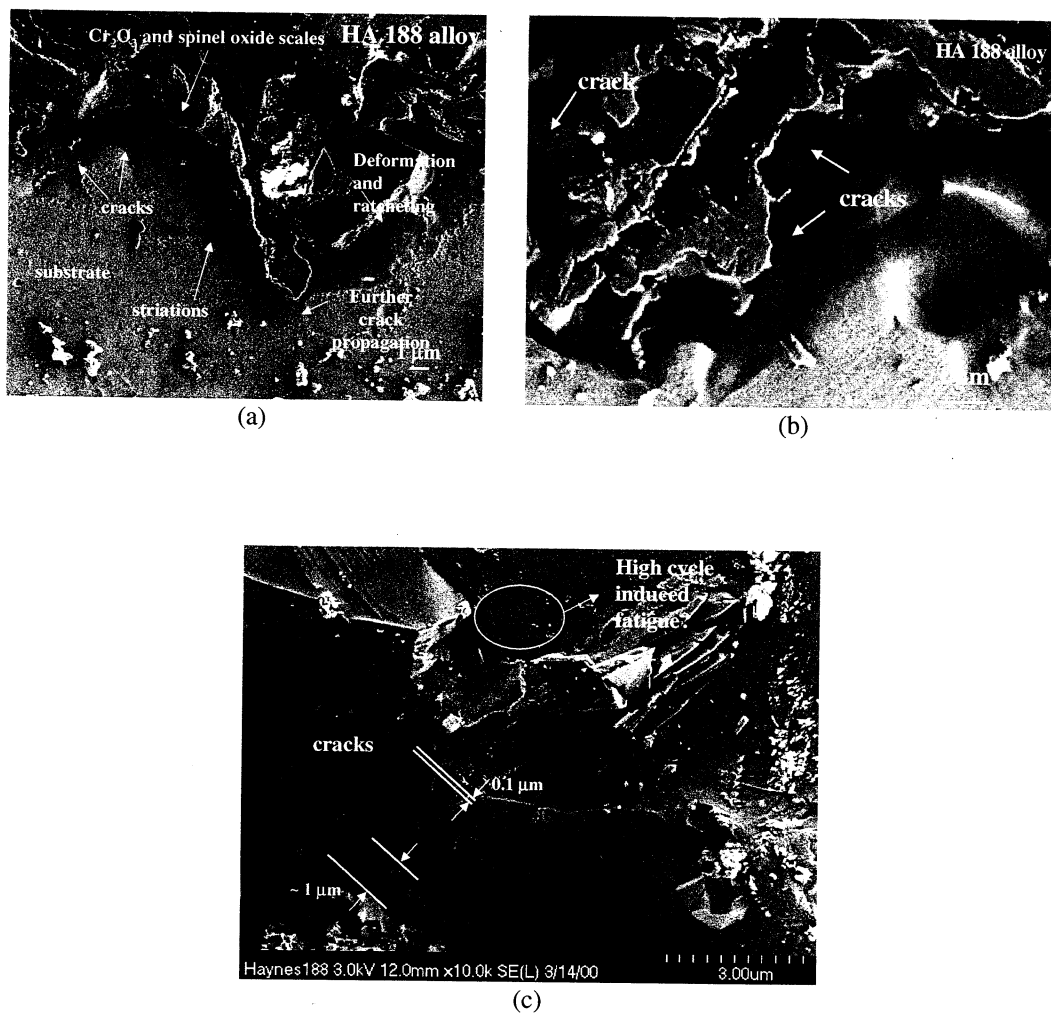 Cr₂O₃ and spinel oxide scales
HA 188 alloy
Deformation
and
ratcheting
cracks
substrate
striations
Further
crack
propagation
1 μm
(a)
HA 188 alloy
crack
cracks
m
(b)
High cycle
induced
fatigue?
cracks
0.1 μm
~ 1 μm
Haynes188 3.0kV 12.0mm x10.0k SE(L) 3/14/00
3.00um
(c)